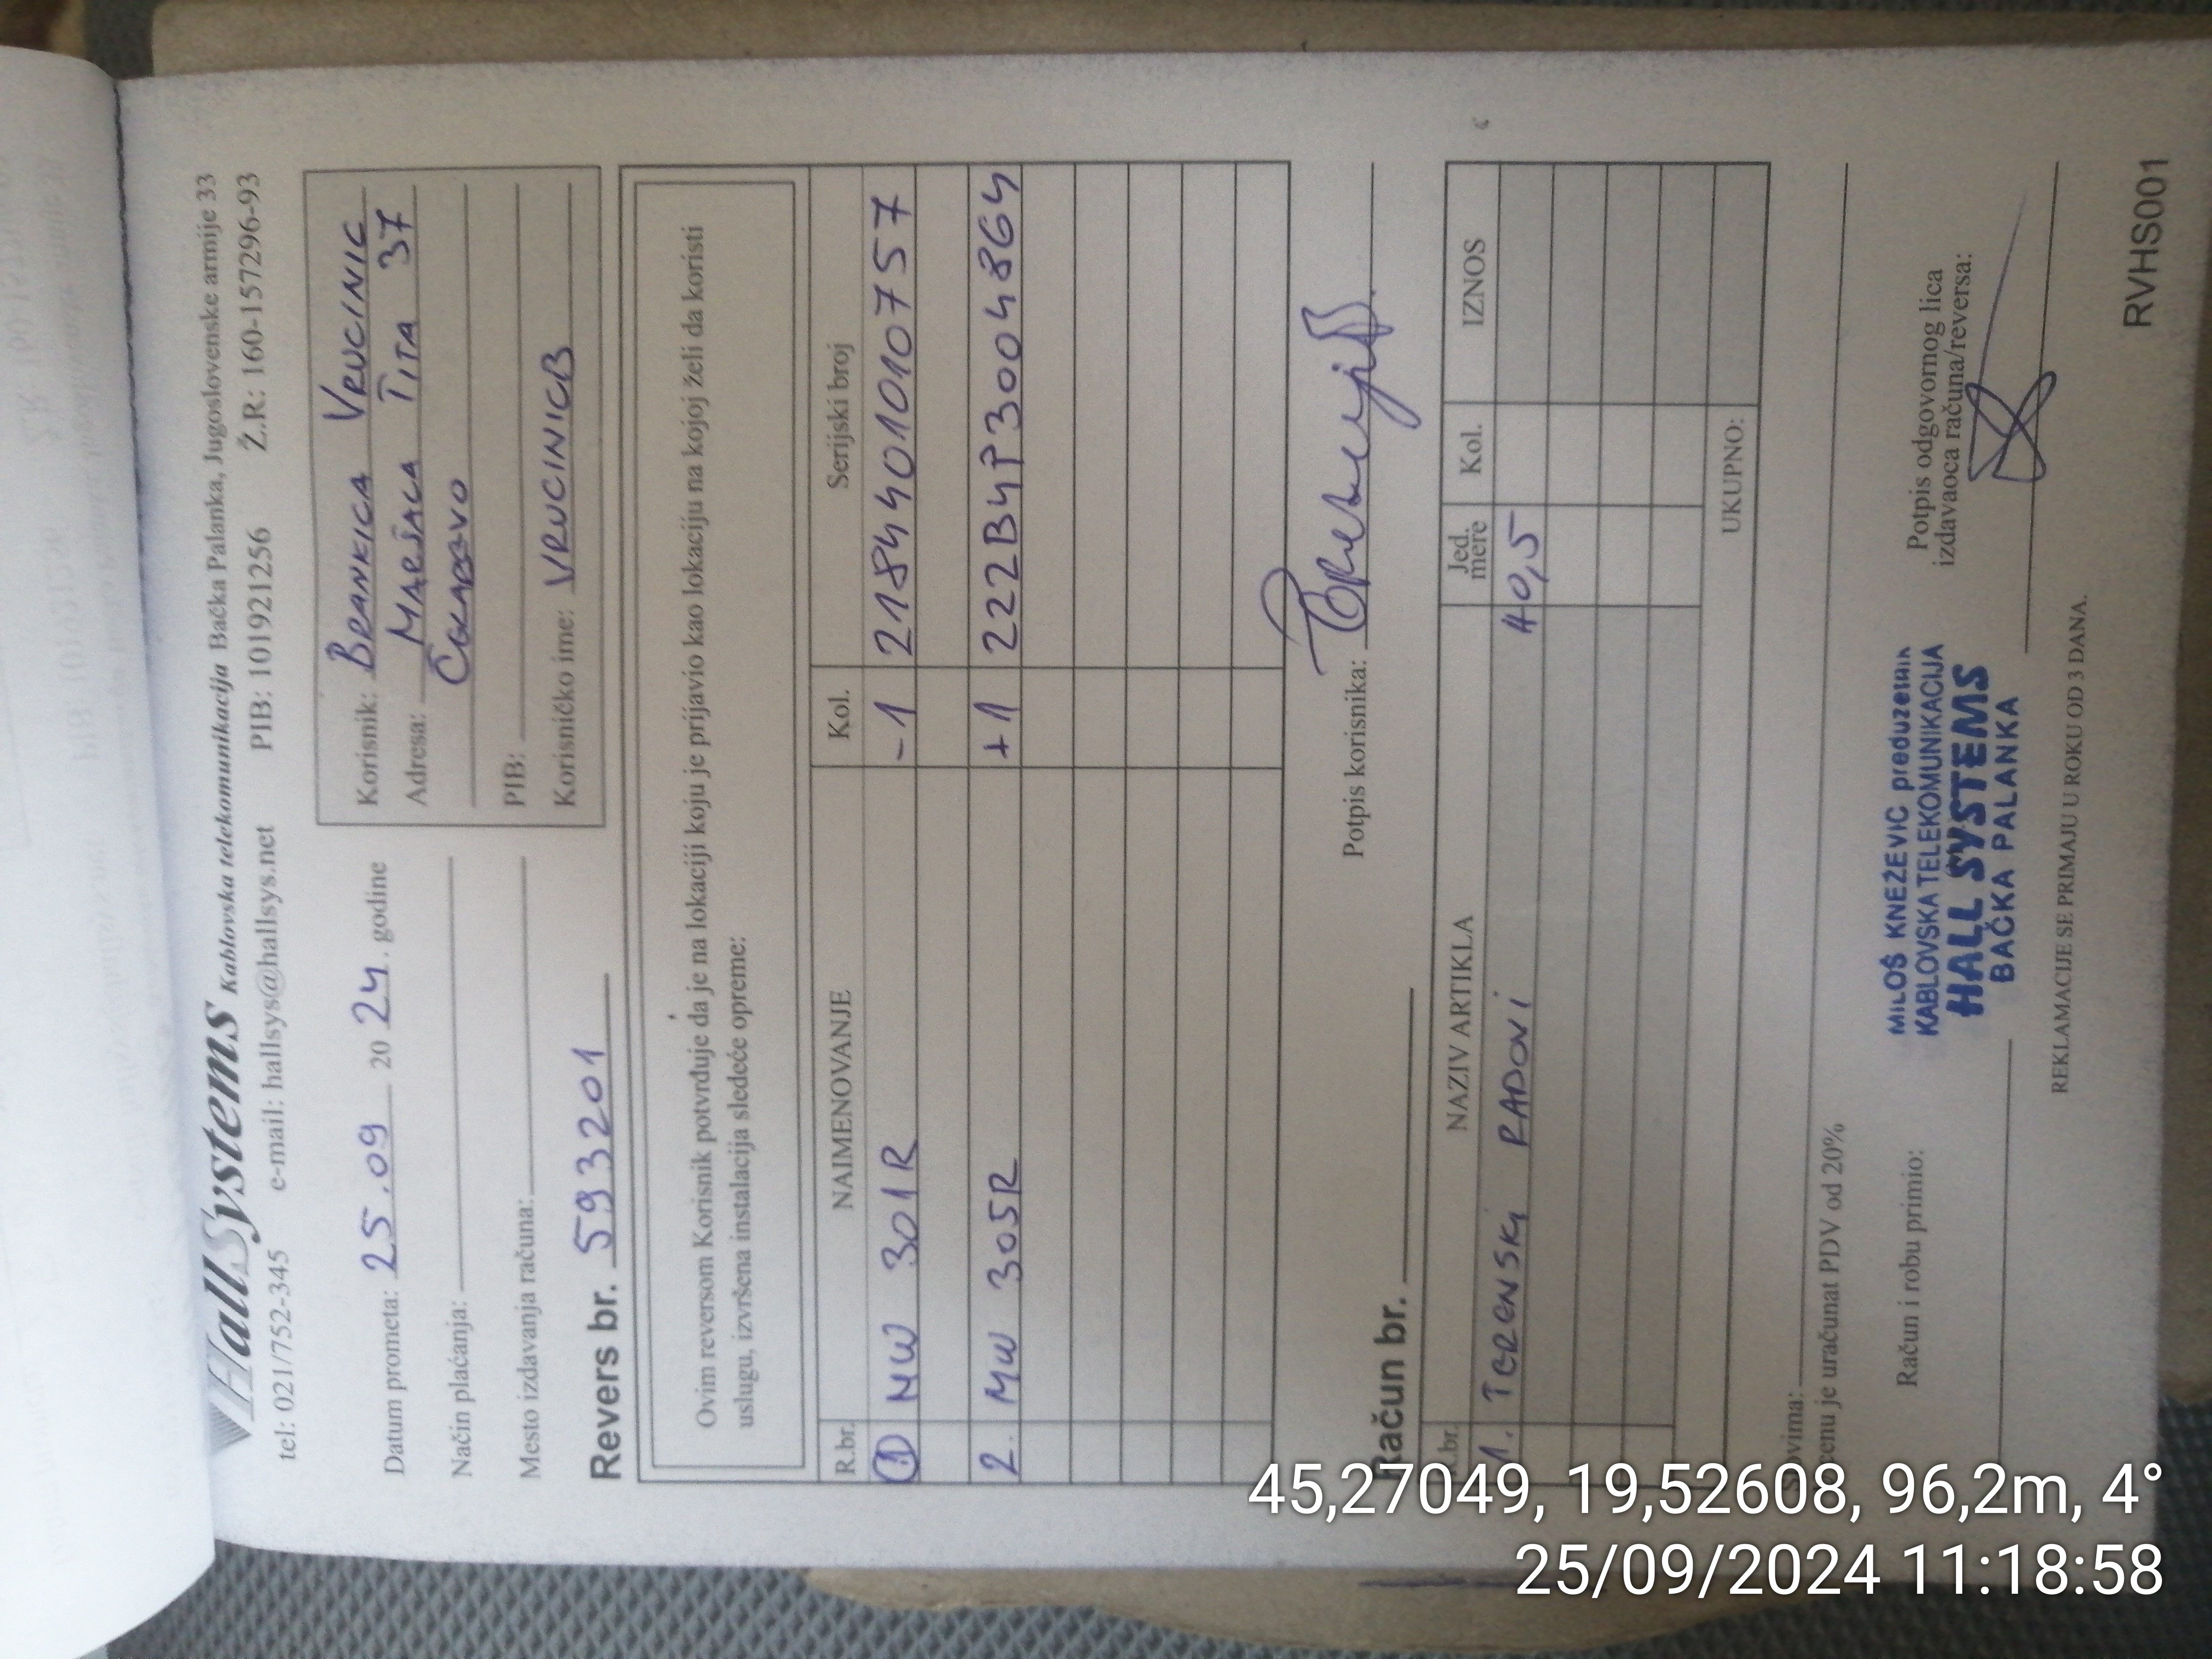 HallSystems Kablovska telekomunikacija Bačka Palanka, Jugoslovenske armije 33
tel: 021/752-345 e-mail: hallsys@hallsys.net PIB: 101921256 Ž.R: 160-157296-93
Datum prometa: 25.09 20 24. godine
Način plaćanja:
Mesto izdavanja računa:
Revers br. 593201
Korisnik: BRANKICA VRUCINIC
Adresa: MARŠALA TITA 37
PIB:
Korisničko ime: VRUCINICB
Ovim reversom Korisnik potvrđuje da je na lokaciji koju je prijavio kao lokaciju na kojoj želi da koristi
uslugu, izvršena instalacija sledeće opreme:
R.br. NAIMENOVANJE Kol. Serijski broj
1 MW 301R -1 2184401010757
2. MW 305R +1 222B4P3004864
Potpis korisnika:
Račun br.
R.br. NAZIV ARTIKLA Jed. mere Kol. IZNOS
1. TERENSKI RADOVI #0,5
UKUPNO:
cenu je uračunat PDV od 20%
Račun i robu primio:
MILOŠ KNEŽEVIĆ preduzetnik
KABLOVSKA TELEKOMUNIKACIJA
HALL SYSTEMS
BAČKA PALANKA
Potpis odgovornog lica
izdavaoca računa/reversa:
REKLAMACIJE SE PRIMAJU U ROKU OD 3 DANA.
RVHS001
45,27049, 19,52608, 96,2m, 4°
25/09/2024 11:18:58